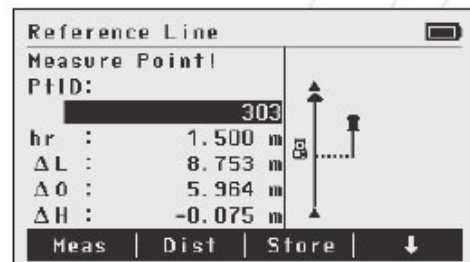 Reference Line
Measure Point!
PtID:
303
hr : 1.500 m
ΔL : 8.753 m
ΔO : 5.964 m
ΔH : -0.075 m
Meas | Dist | Store | ↓